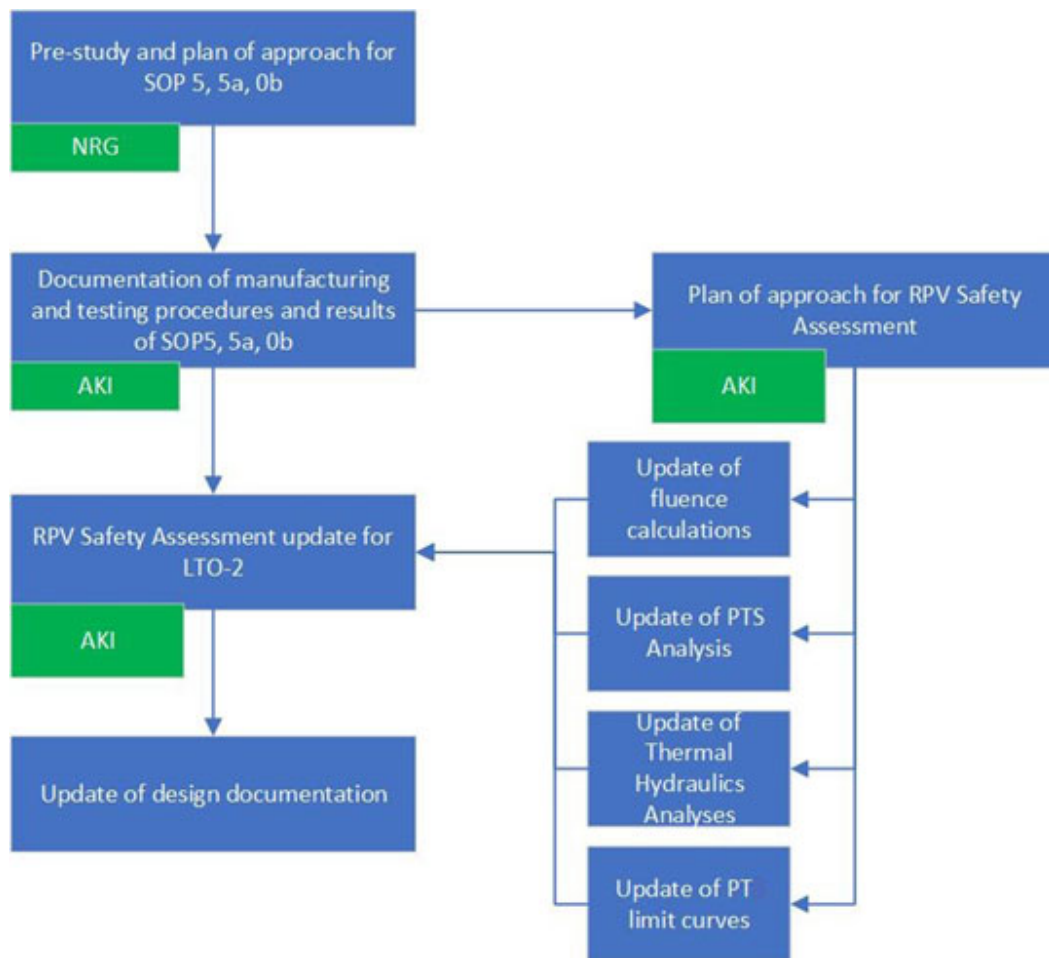 Pre-study and plan of approach for
SOP 5, 5a, 0b
NRG
Documentation of manufacturing
and testing procedures and results
of SOP5, 5a, 0b
AKI
Plan of approach for RPV Safety
Assessment
AKI
Update of
fluence
calculations
RPV Safety Assessment update for
LTO-2
AKI
Update of PTS
Analysis
Update of
Thermal
Hydraulics
Analyses
Update of design documentation
Update of PT
limit curves